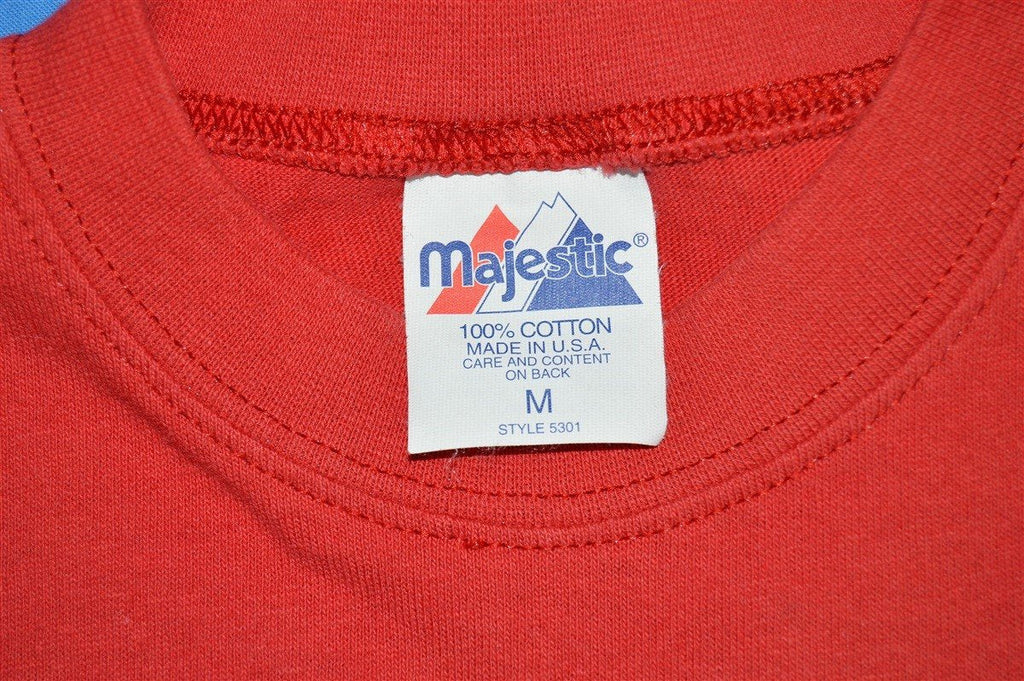 majestic®
100% COTTON
MADE IN U.S.A.
CARE AND CONTENT
ON BACK
M
STYLE 5301